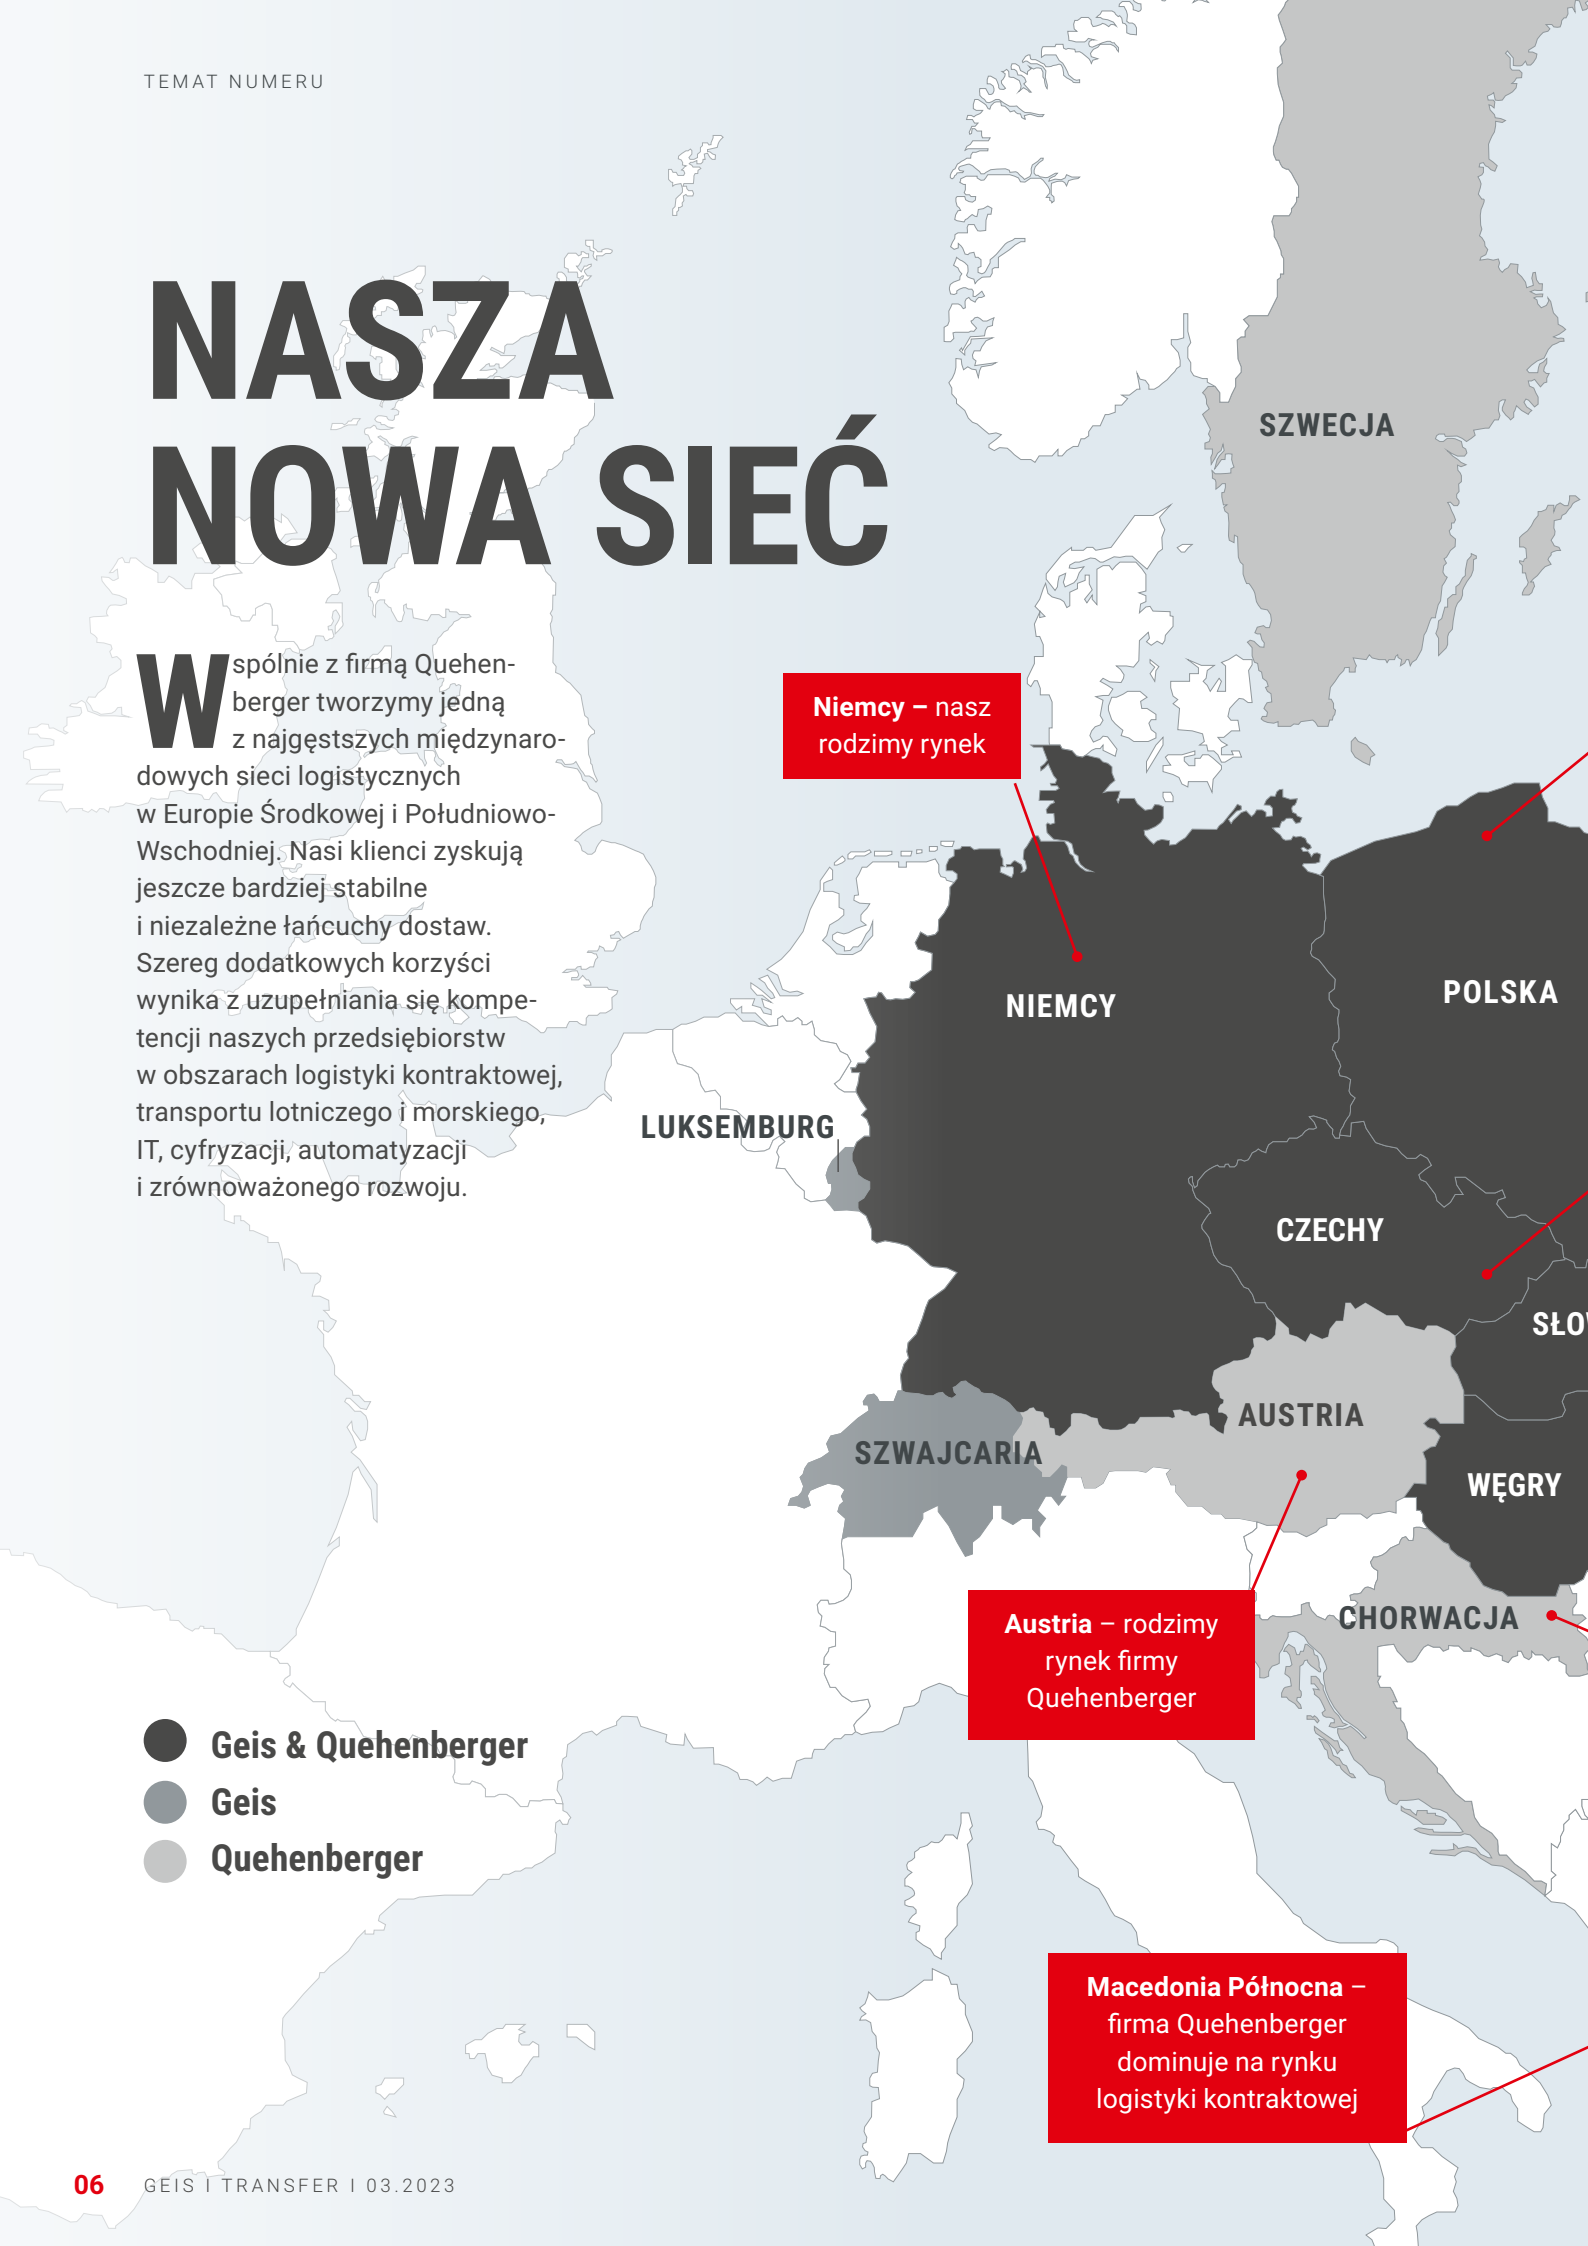 TEMAT NUMERU
NASZA
NOWA SIEĆ
Wspólnie z firmą Quehen-
berger tworzymy jedną
z najgęstszych międzynaro-
dowych sieci logistycznych
w Europie Środkowej i Południowo-
Wschodniej. Nasi klienci zyskują
jeszcze bardziej stabilne
i niezależne łańcuchy dostaw.
Szereg dodatkowych korzyści
wynika z uzupełniania się kompe-
tencji naszych przedsiębiorstw
w obszarach logistyki kontraktowej,
transportu lotniczego i morskiego,
IT, cyfryzacji, automatyzacji
i zrównoważonego rozwoju.
SZWECJA
Niemcy – nasz
rodzimy rynek
NIEMCY
POLSKA
LUKSEMBURG
CZECHY
SŁO
AUSTRIA
SZWAJCARIA
WĘGRY
CHORWACJA
Austria – rodzimy
rynek firmy
Quehenberger
Geis & Quehenberger
Geis
Quehenberger
Macedonia Północna –
firma Quehenberger
dominuje na rynku
logistyki kontraktowej
06 GEIS I TRANSFER I 03.2023